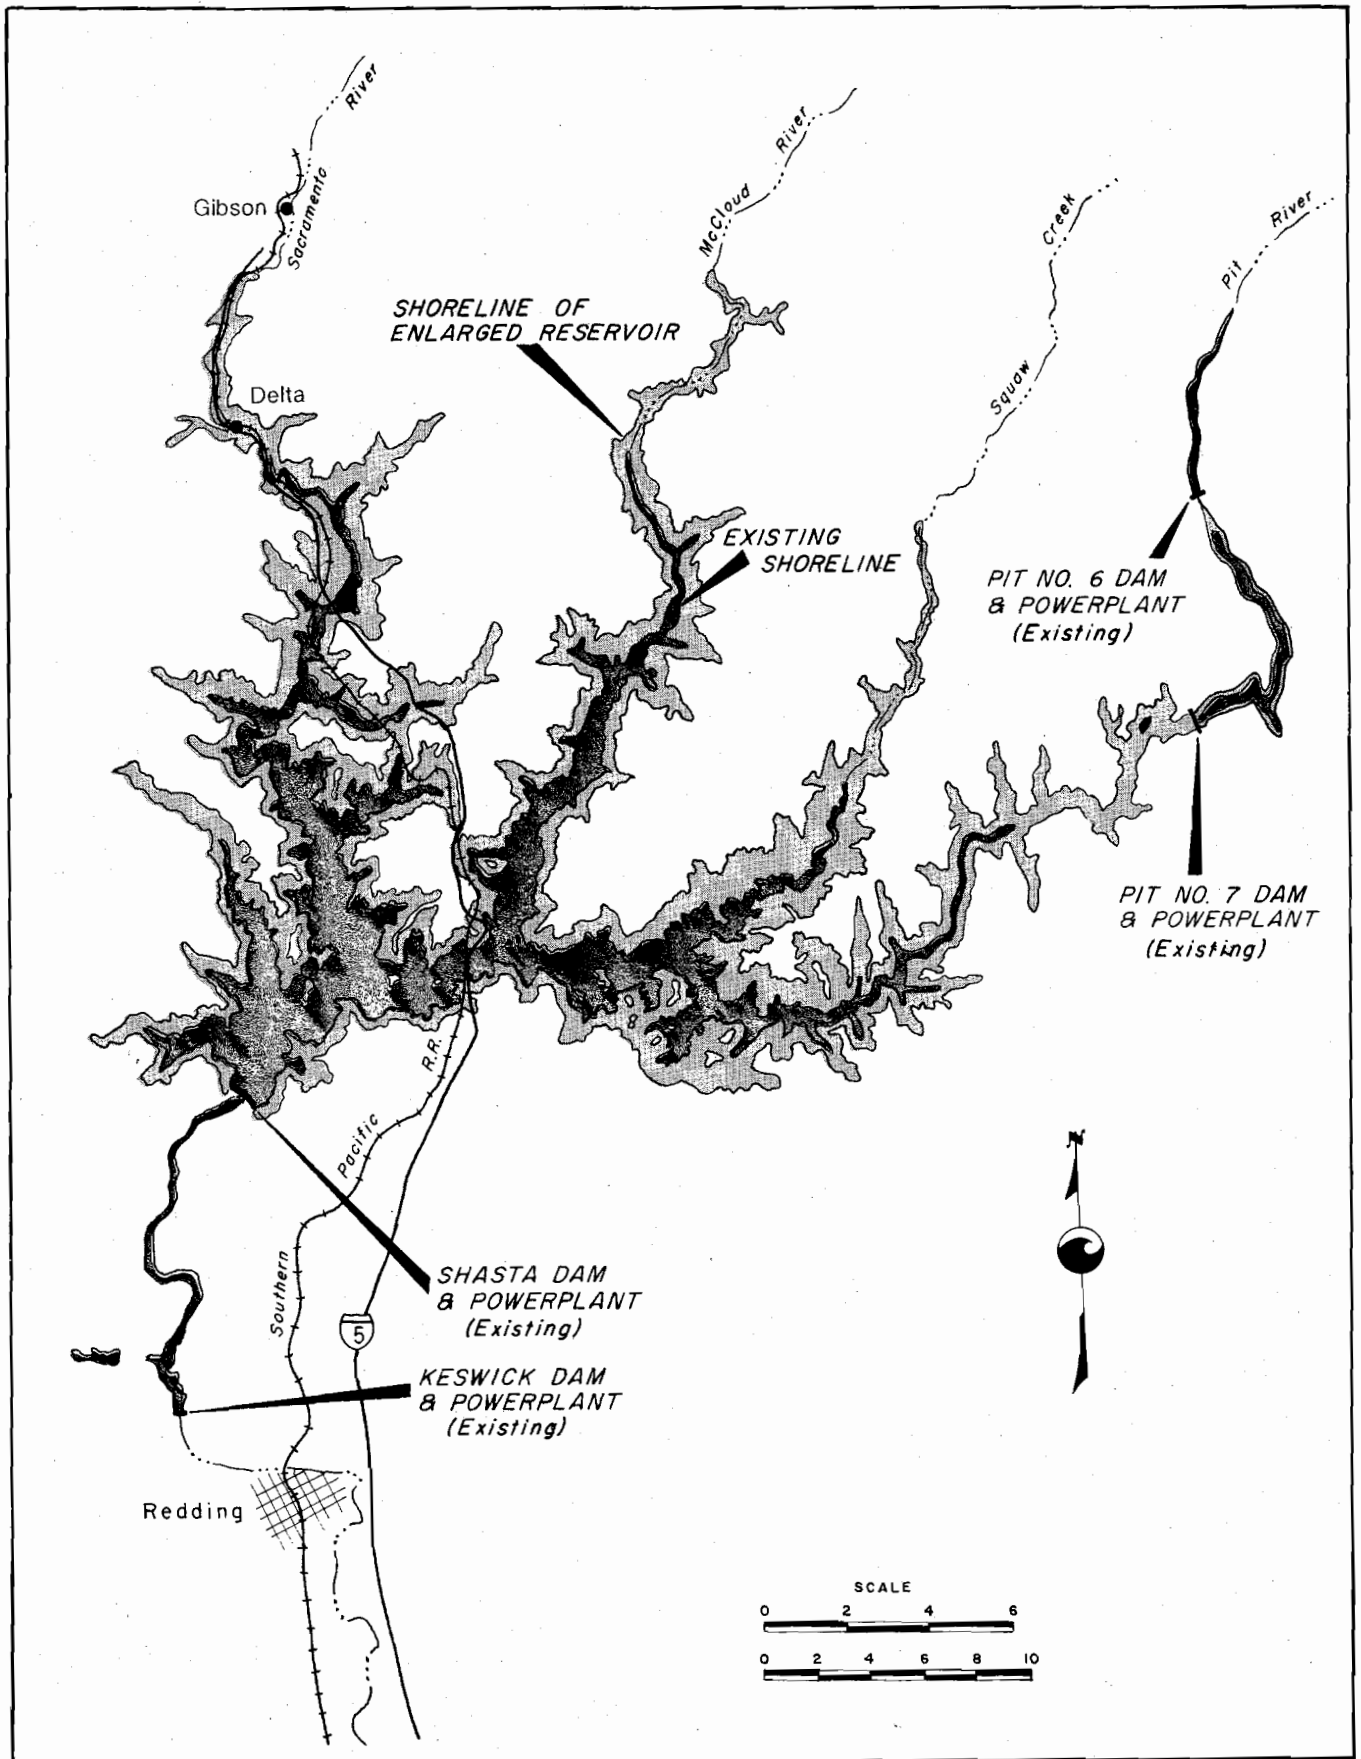 River
Sacramento
Gibson
McCloud
River
Squaw
Creek
Pit
River
SHORELINE OF
ENLARGED RESERVOIR
Delta
EXISTING
SHORELINE
PIT NO. 6 DAM
& POWERPLANT
(Existing)
PIT NO. 7 DAM
& POWERPLANT
(Existing)
Southern
Pacific
R.R.
N
SHASTA DAM
& POWERPLANT
(Existing)
5
KESWICK DAM
& POWERPLANT
(Existing)
Redding
SCALE
0 2 4 6
0 2 4 6 8 10